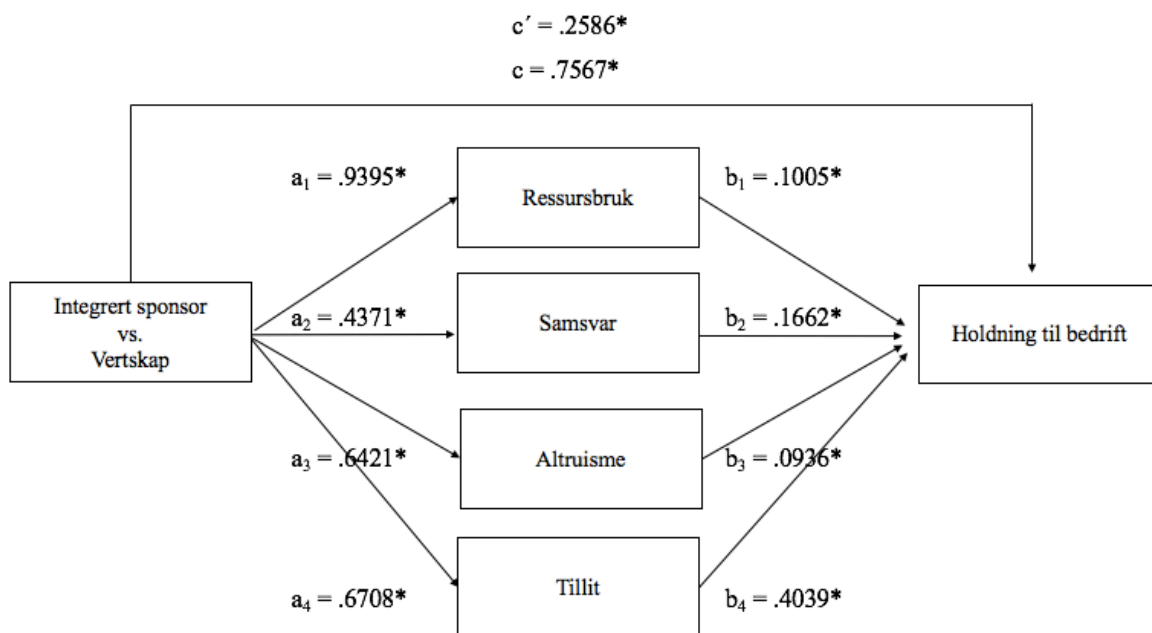 c´ = .2586*
c = .7567*
a₁ = .9395*
Ressursbruk
b₁ = .1005*
Integrert sponsor
vs.
Vertskap
a₂ = .4371*
Samsvar
b₂ = .1662*
Holdning til bedrift
a₃ = .6421*
Altruisme
b₃ = .0936*
a₄ = .6708*
Tillit
b₄ = .4039*